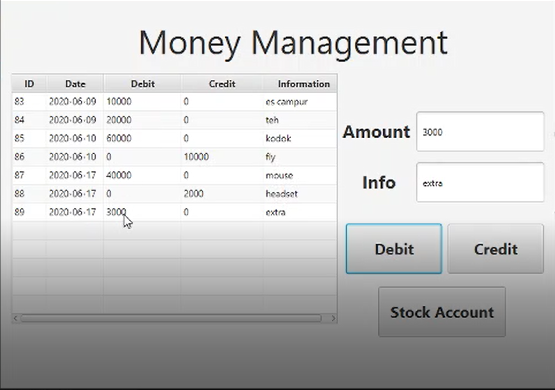 Money Management
ID Date Debit Credit Information
83 2020-06-09 10000 0 es campur
84 2020-06-09 20000 0 teh
85 2020-06-10 60000 0 kodok
86 2020-06-10 0 10000 fly
87 2020-06-17 40000 0 mouse
88 2020-06-17 0 2000 headset
89 2020-06-17 3000 0 extra
Amount 3000
Info extra
Debit Credit
Stock Account